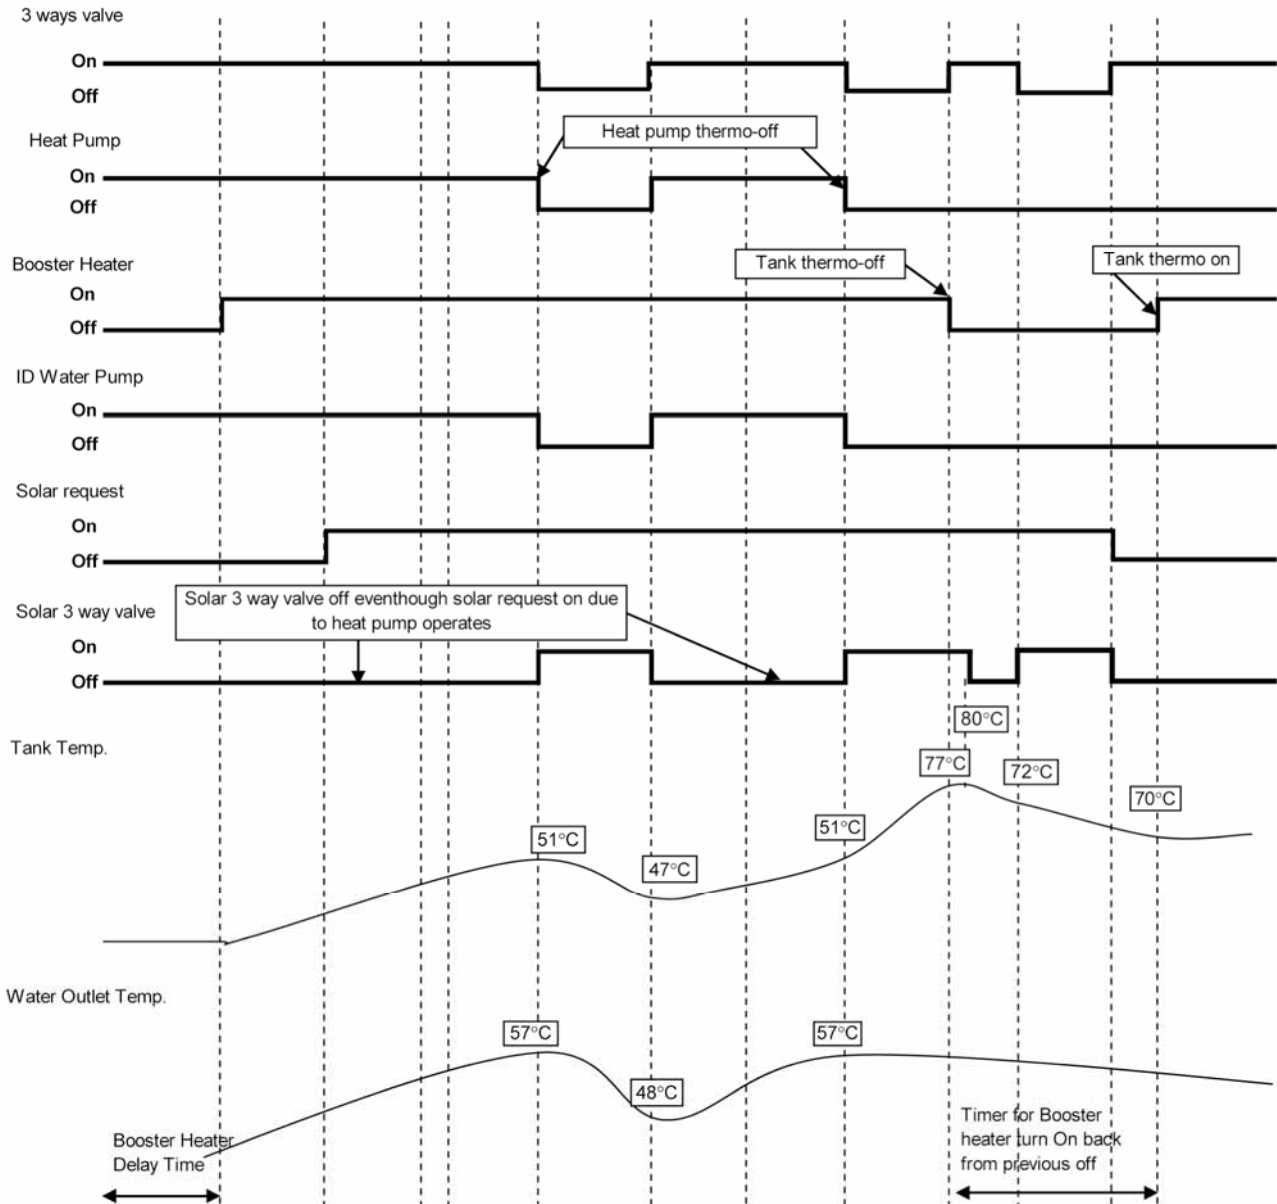 3 ways valve
On
Off
Heat pump thermo-off
Heat Pump
On
Off
Booster Heater
Tank thermo-off
Tank thermo on
On
Off
ID Water Pump
On
Off
Solar request
On
Off
Solar 3 way valve off eventhough solar request on due
to heat pump operates
Solar 3 way valve
On
Off
80°C
Tank Temp.
77°C
72°C
70°C
51°C
51°C
47°C
Water Outlet Temp.
57°C
57°C
48°C
Booster Heater
Delay Time
Timer for Booster
heater turn On back
from previous off